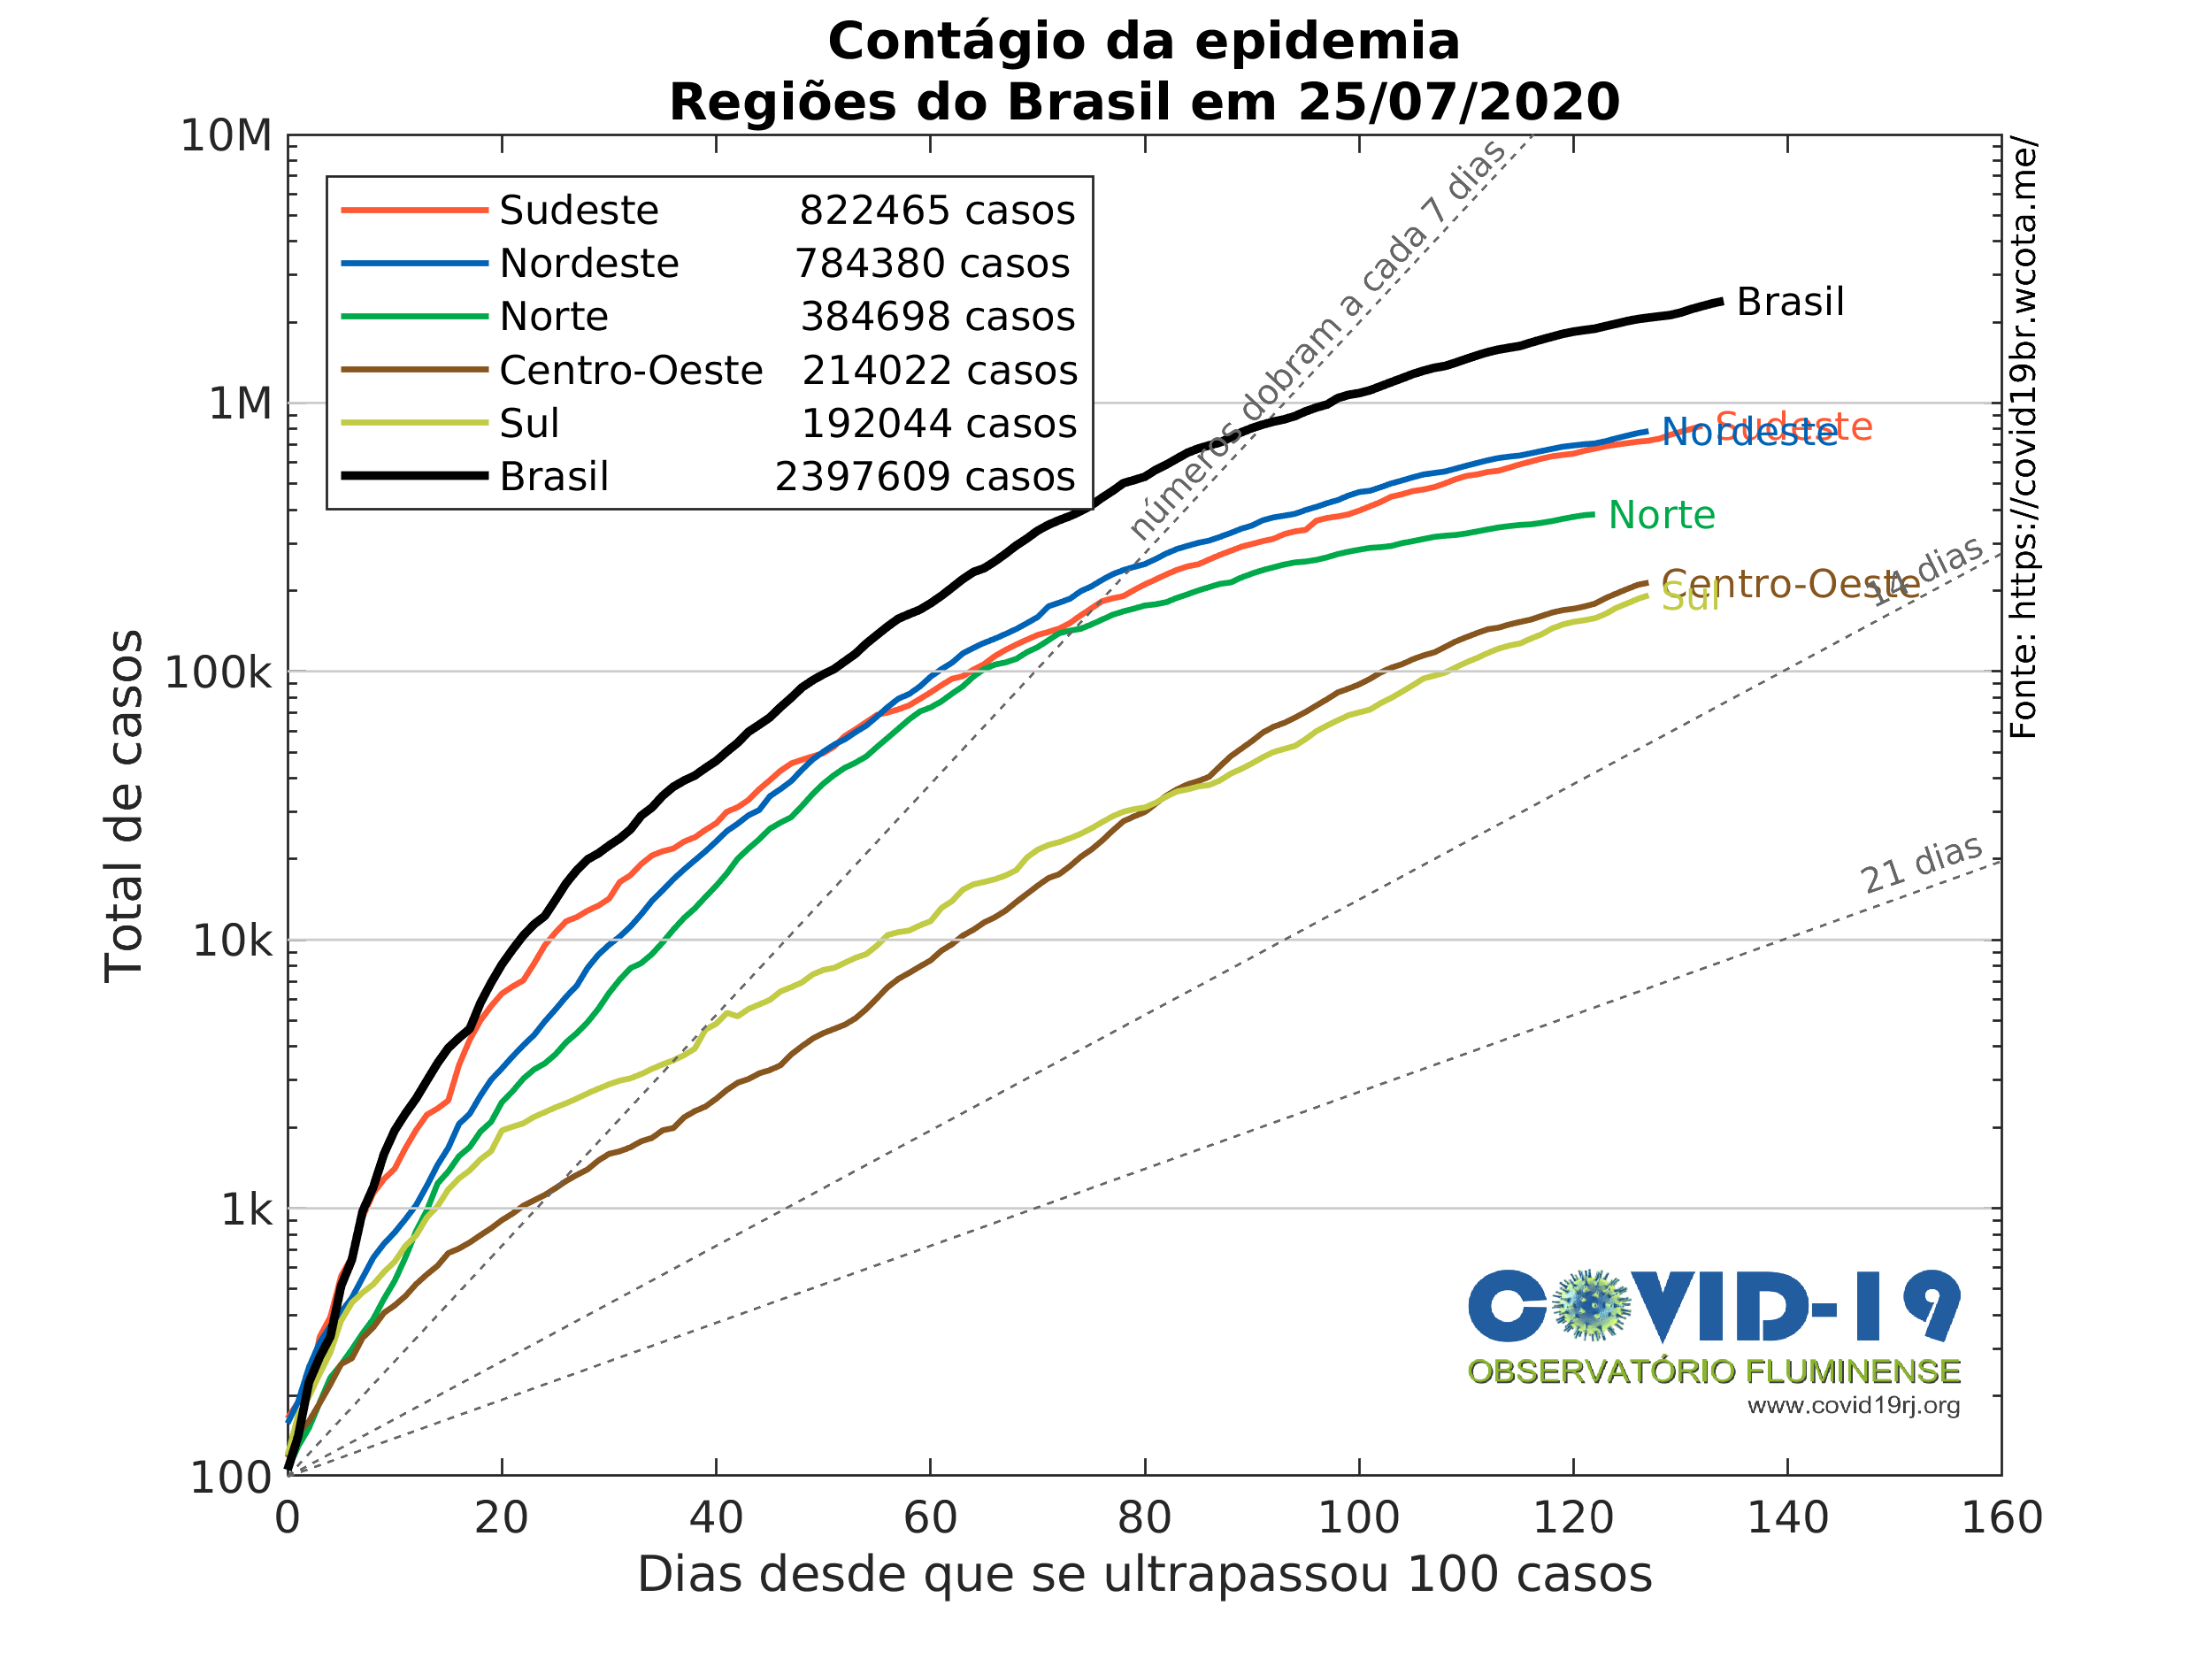 Contágio da epidemia
Regiões do Brasil em 25/07/2020
Sudeste 822465 casos
Nordeste 784380 casos
Norte 384698 casos
Centro-Oeste 214022 casos
Sul 192044 casos
Brasil 2397609 casos
10M
1M
100k
10k
1k
100
Total de casos
números dobram a cada 7 dias
14 dias
21 dias
Brasil
Sudeste
Nordeste
Norte
Centro-Oeste
Sul
Fonte: https://covid19br.wcota.me/
COVID-19
OBSERVATÓRIO FLUMINENSE
www.covid19rj.org
0 20 40 60 80 100 120 140 160
Dias desde que se ultrapassou 100 casos